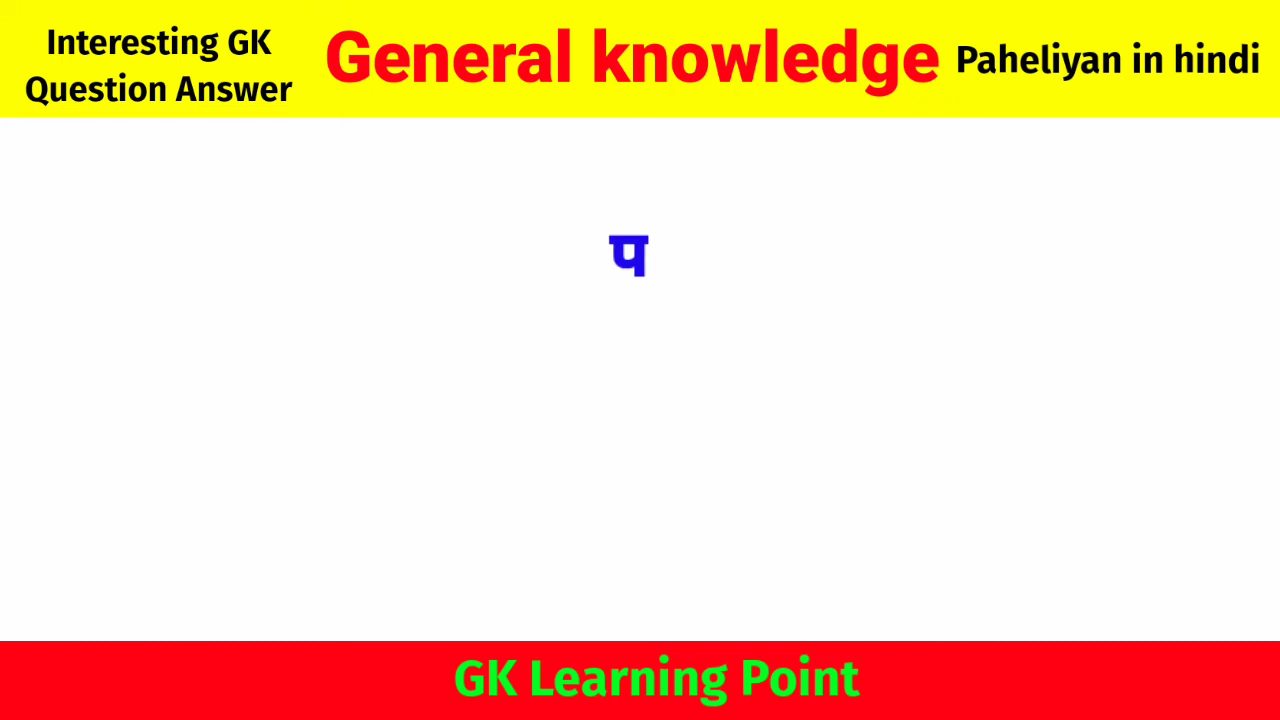 Interesting GK
Question Answer
General knowledge
Paheliyan in hindi
प
GK Learning Point